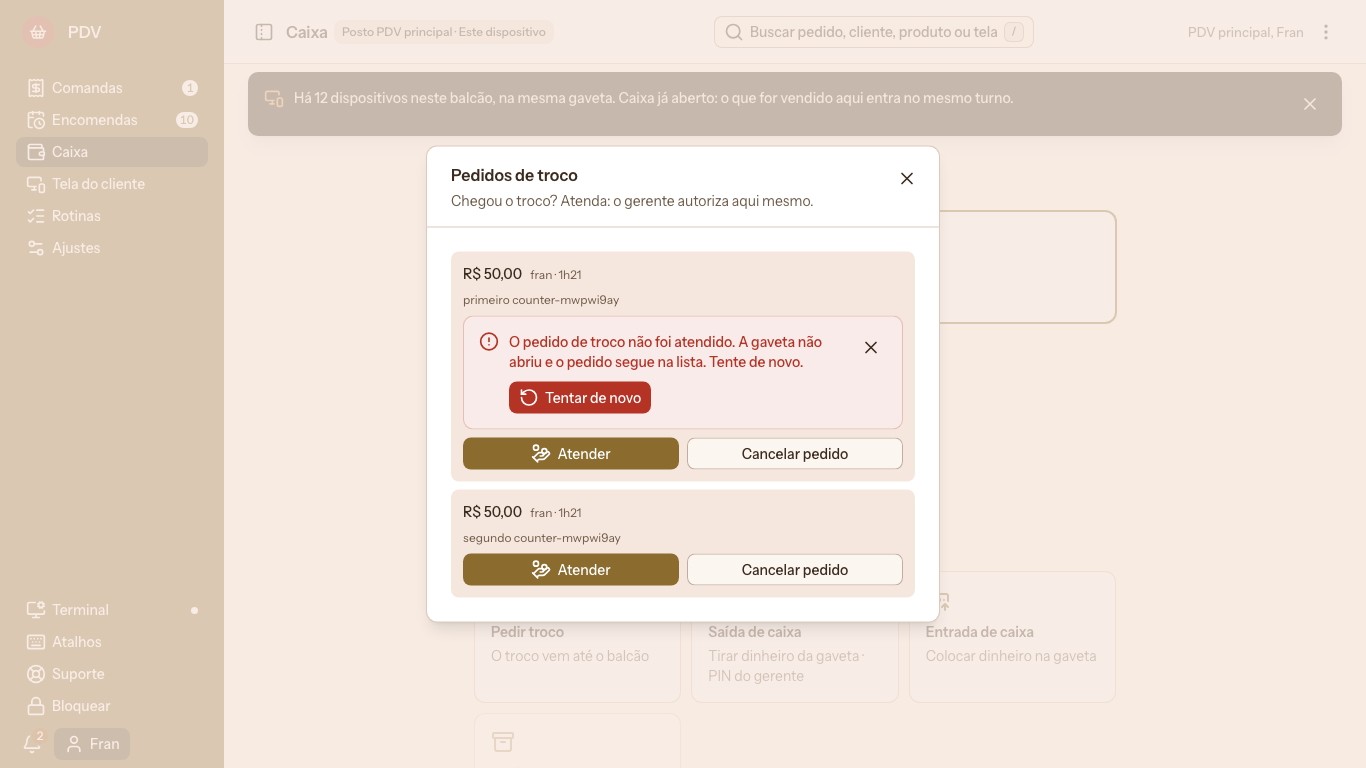 PDV
Comandas 1
Encomendas 10
Caixa
Tela do cliente
Rotinas
Ajustes
Terminal
Atalhos
Suporte
Bloquear
2
Fran
Caixa
Posto PDV principal · Este dispositivo
Buscar pedido, cliente, produto ou tela /
PDV principal, Fran
Há 12 dispositivos neste balcão, na mesma gaveta. Caixa já aberto: o que for vendido aqui entra no mesmo turno.
Pedidos de troco
Chegou o troco? Atenda: o gerente autoriza aqui mesmo.
R$ 50,00 fran · 1h21
primeiro counter-mwpwi9ay
O pedido de troco não foi atendido. A gaveta não
abriu e o pedido segue na lista. Tente de novo.
Tentar de novo
Atender
Cancelar pedido
R$ 50,00 fran · 1h21
segundo counter-mwpwi9ay
Atender
Cancelar pedido
Pedir troco
O troco vem até o balcão
Saída de caixa
Tirar dinheiro da gaveta ·
PIN do gerente
Entrada de caixa
Colocar dinheiro na gaveta